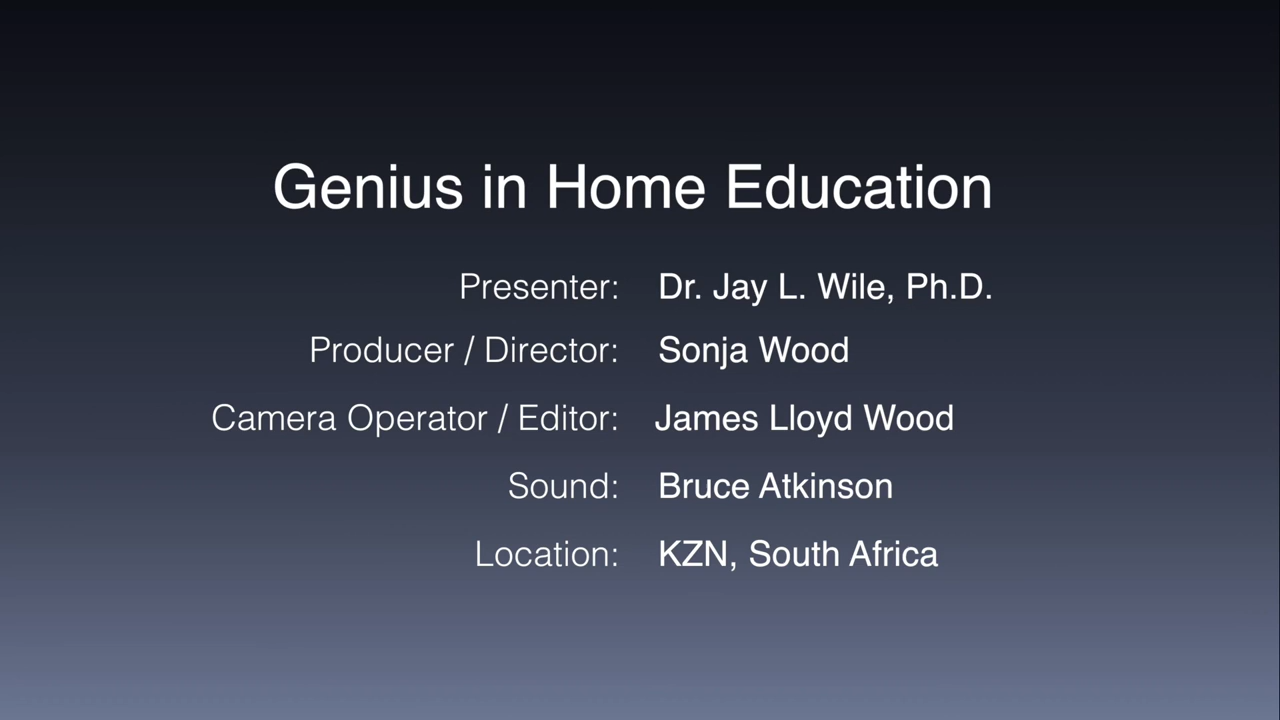 Genius in Home Education
Presenter: Dr. Jay L. Wile, Ph.D.
Producer / Director: Sonja Wood
Camera Operator / Editor: James Lloyd Wood
Sound: Bruce Atkinson
Location: KZN, South Africa